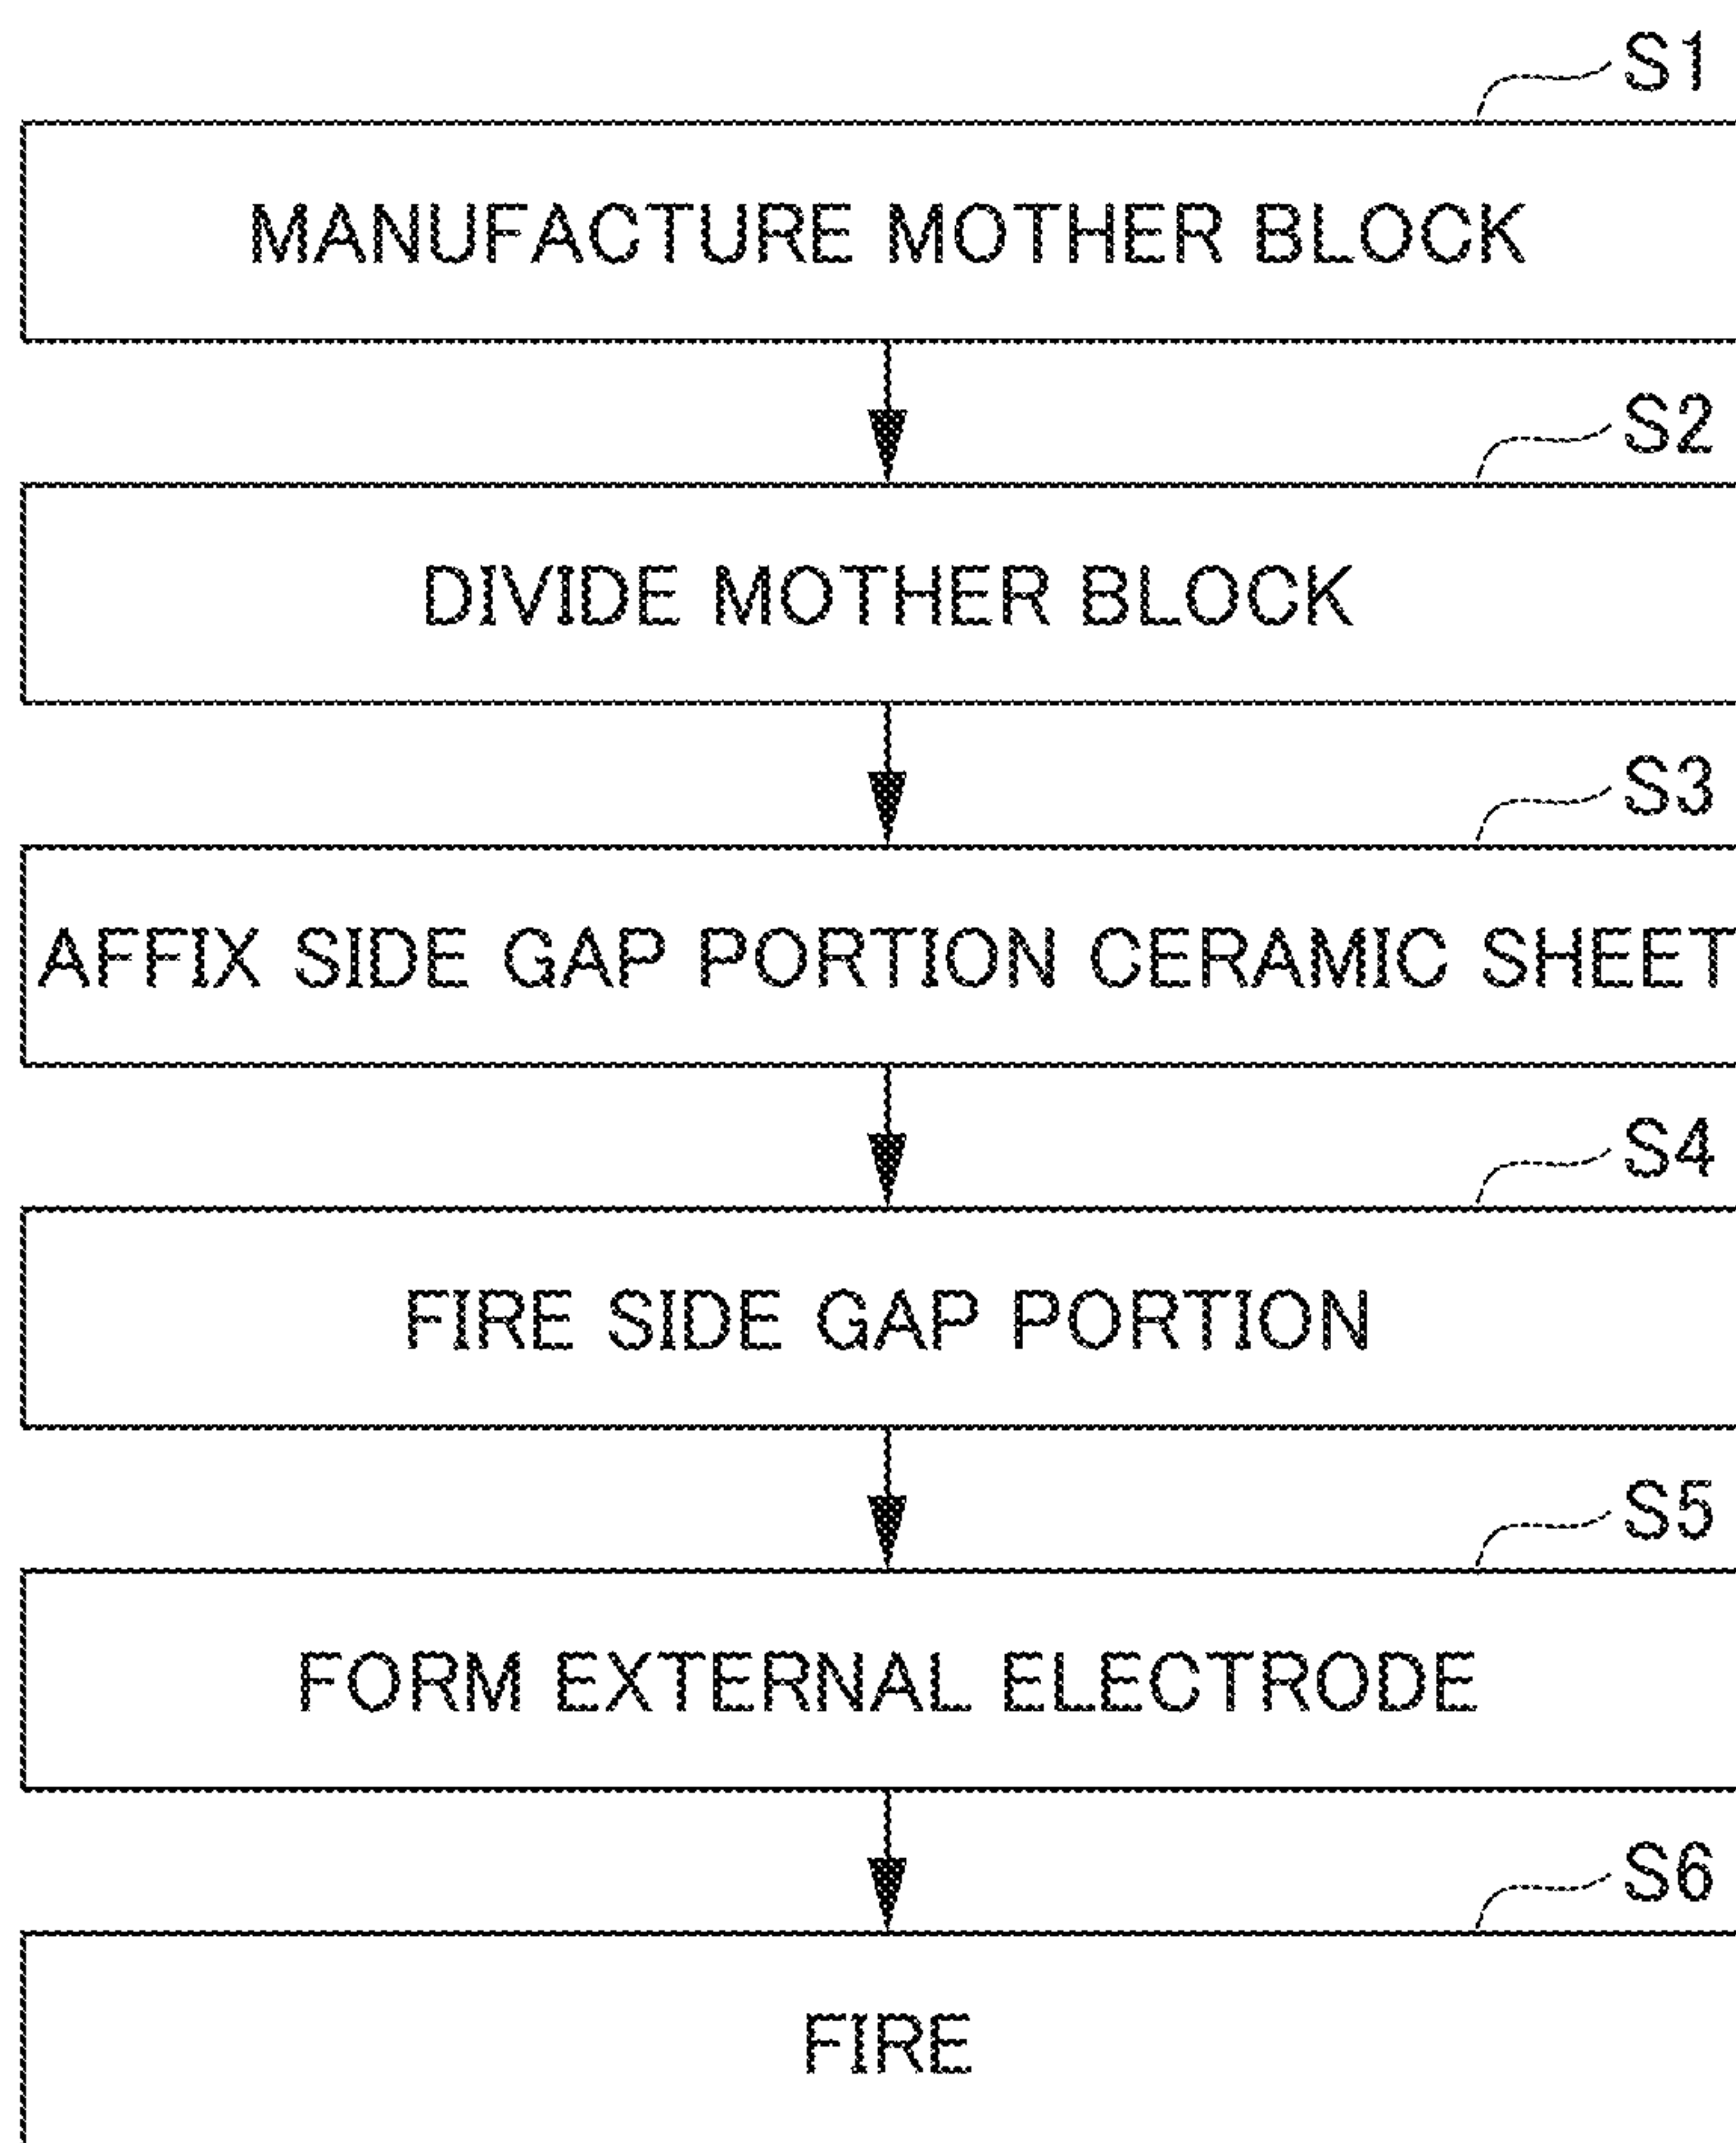 S1
MANUFACTURE MOTHER BLOCK
S2
DIVIDE MOTHER BLOCK
S3
AFFIX SIDE GAP PORTION CERAMIC SHEET
S4
FIRE SIDE GAP PORTION
S5
FORM EXTERNAL ELECTRODE
S6
FIRE